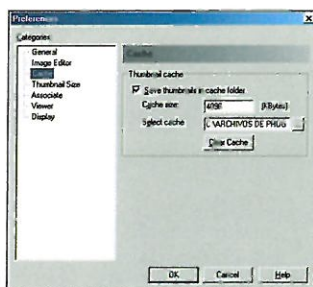 Preferences
Categories
General
Image Editor
Cache
Thumbnail Size
Associate
Viewer
Display
Cache
Thumbnail cache
Save thumbnails in cache folder
Cache size: 4096 [KBytes]
Select cache C:\ARCHIVOS DE PROG ...
Clear Cache
OK Cancel Help